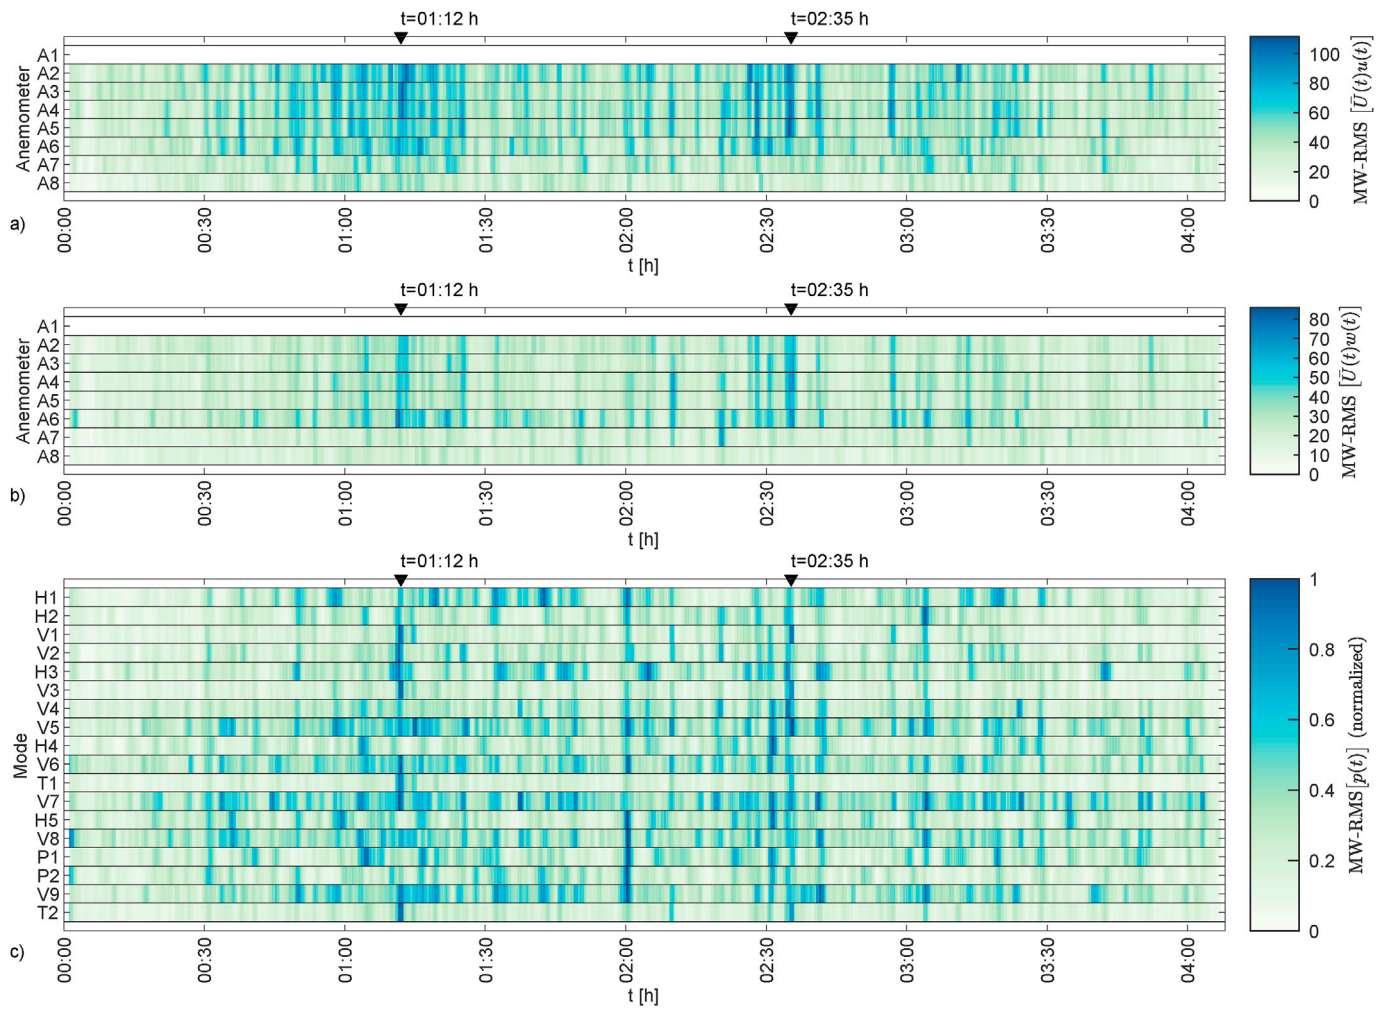 t=01:12 h t=02:35 h
A1
A2
A3
A4
A5
A6
A7
A8
Anemometer
00:00 00:30 01:00 01:30 02:00 02:30 03:00 03:30 04:00
t [h]
a)
100
80
60
40
20
0
MW-RMS [Ū(t)u(t)]
t=01:12 h t=02:35 h
A1
A2
A3
A4
A5
A6
A7
A8
Anemometer
00:00 00:30 01:00 01:30 02:00 02:30 03:00 03:30 04:00
t [h]
b)
80
70
60
50
40
30
20
10
0
MW-RMS [Ū(t)w(t)]
t=01:12 h t=02:35 h
H1
H2
V1
V2
H3
V3
V4
V5
H4
V6
T1
V7
H5
V8
P1
P2
V9
T2
Mode
00:00 00:30 01:00 01:30 02:00 02:30 03:00 03:30 04:00
t [h]
c)
1
0.8
0.6
0.4
0.2
0
MW-RMS[p(t)] (normalized)